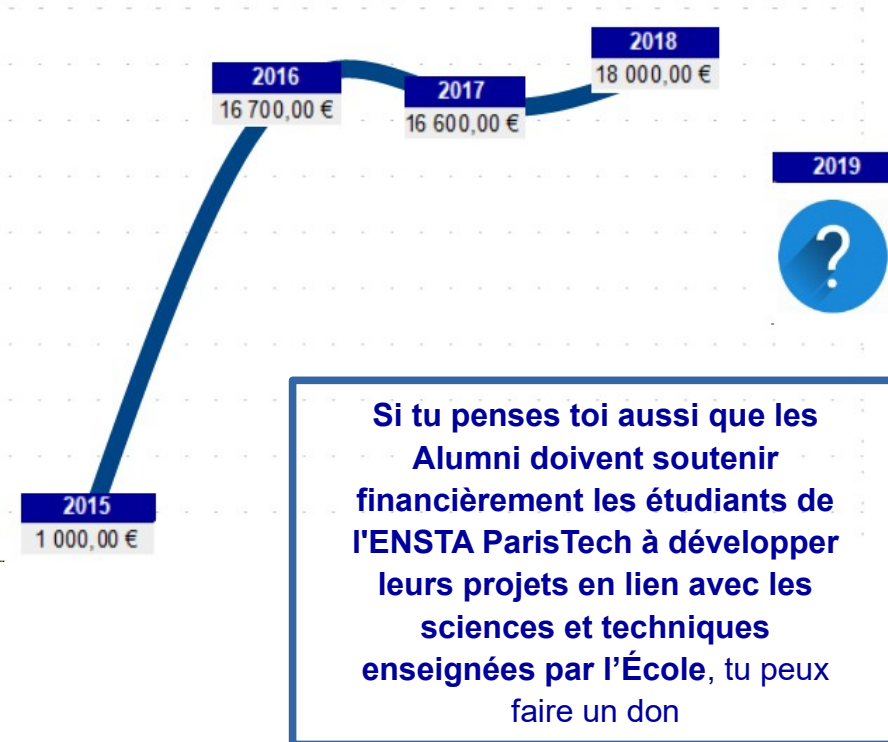 2018
18 000,00 €
2016
16 700,00 €
2017
16 600,00 €
2019
?
2015
1 000,00 €
Si tu penses toi aussi que les
Alumni doivent soutenir
financièrement les étudiants de
l'ENSTA ParisTech à développer
leurs projets en lien avec les
sciences et techniques
enseignées par l’École, tu peux
faire un don